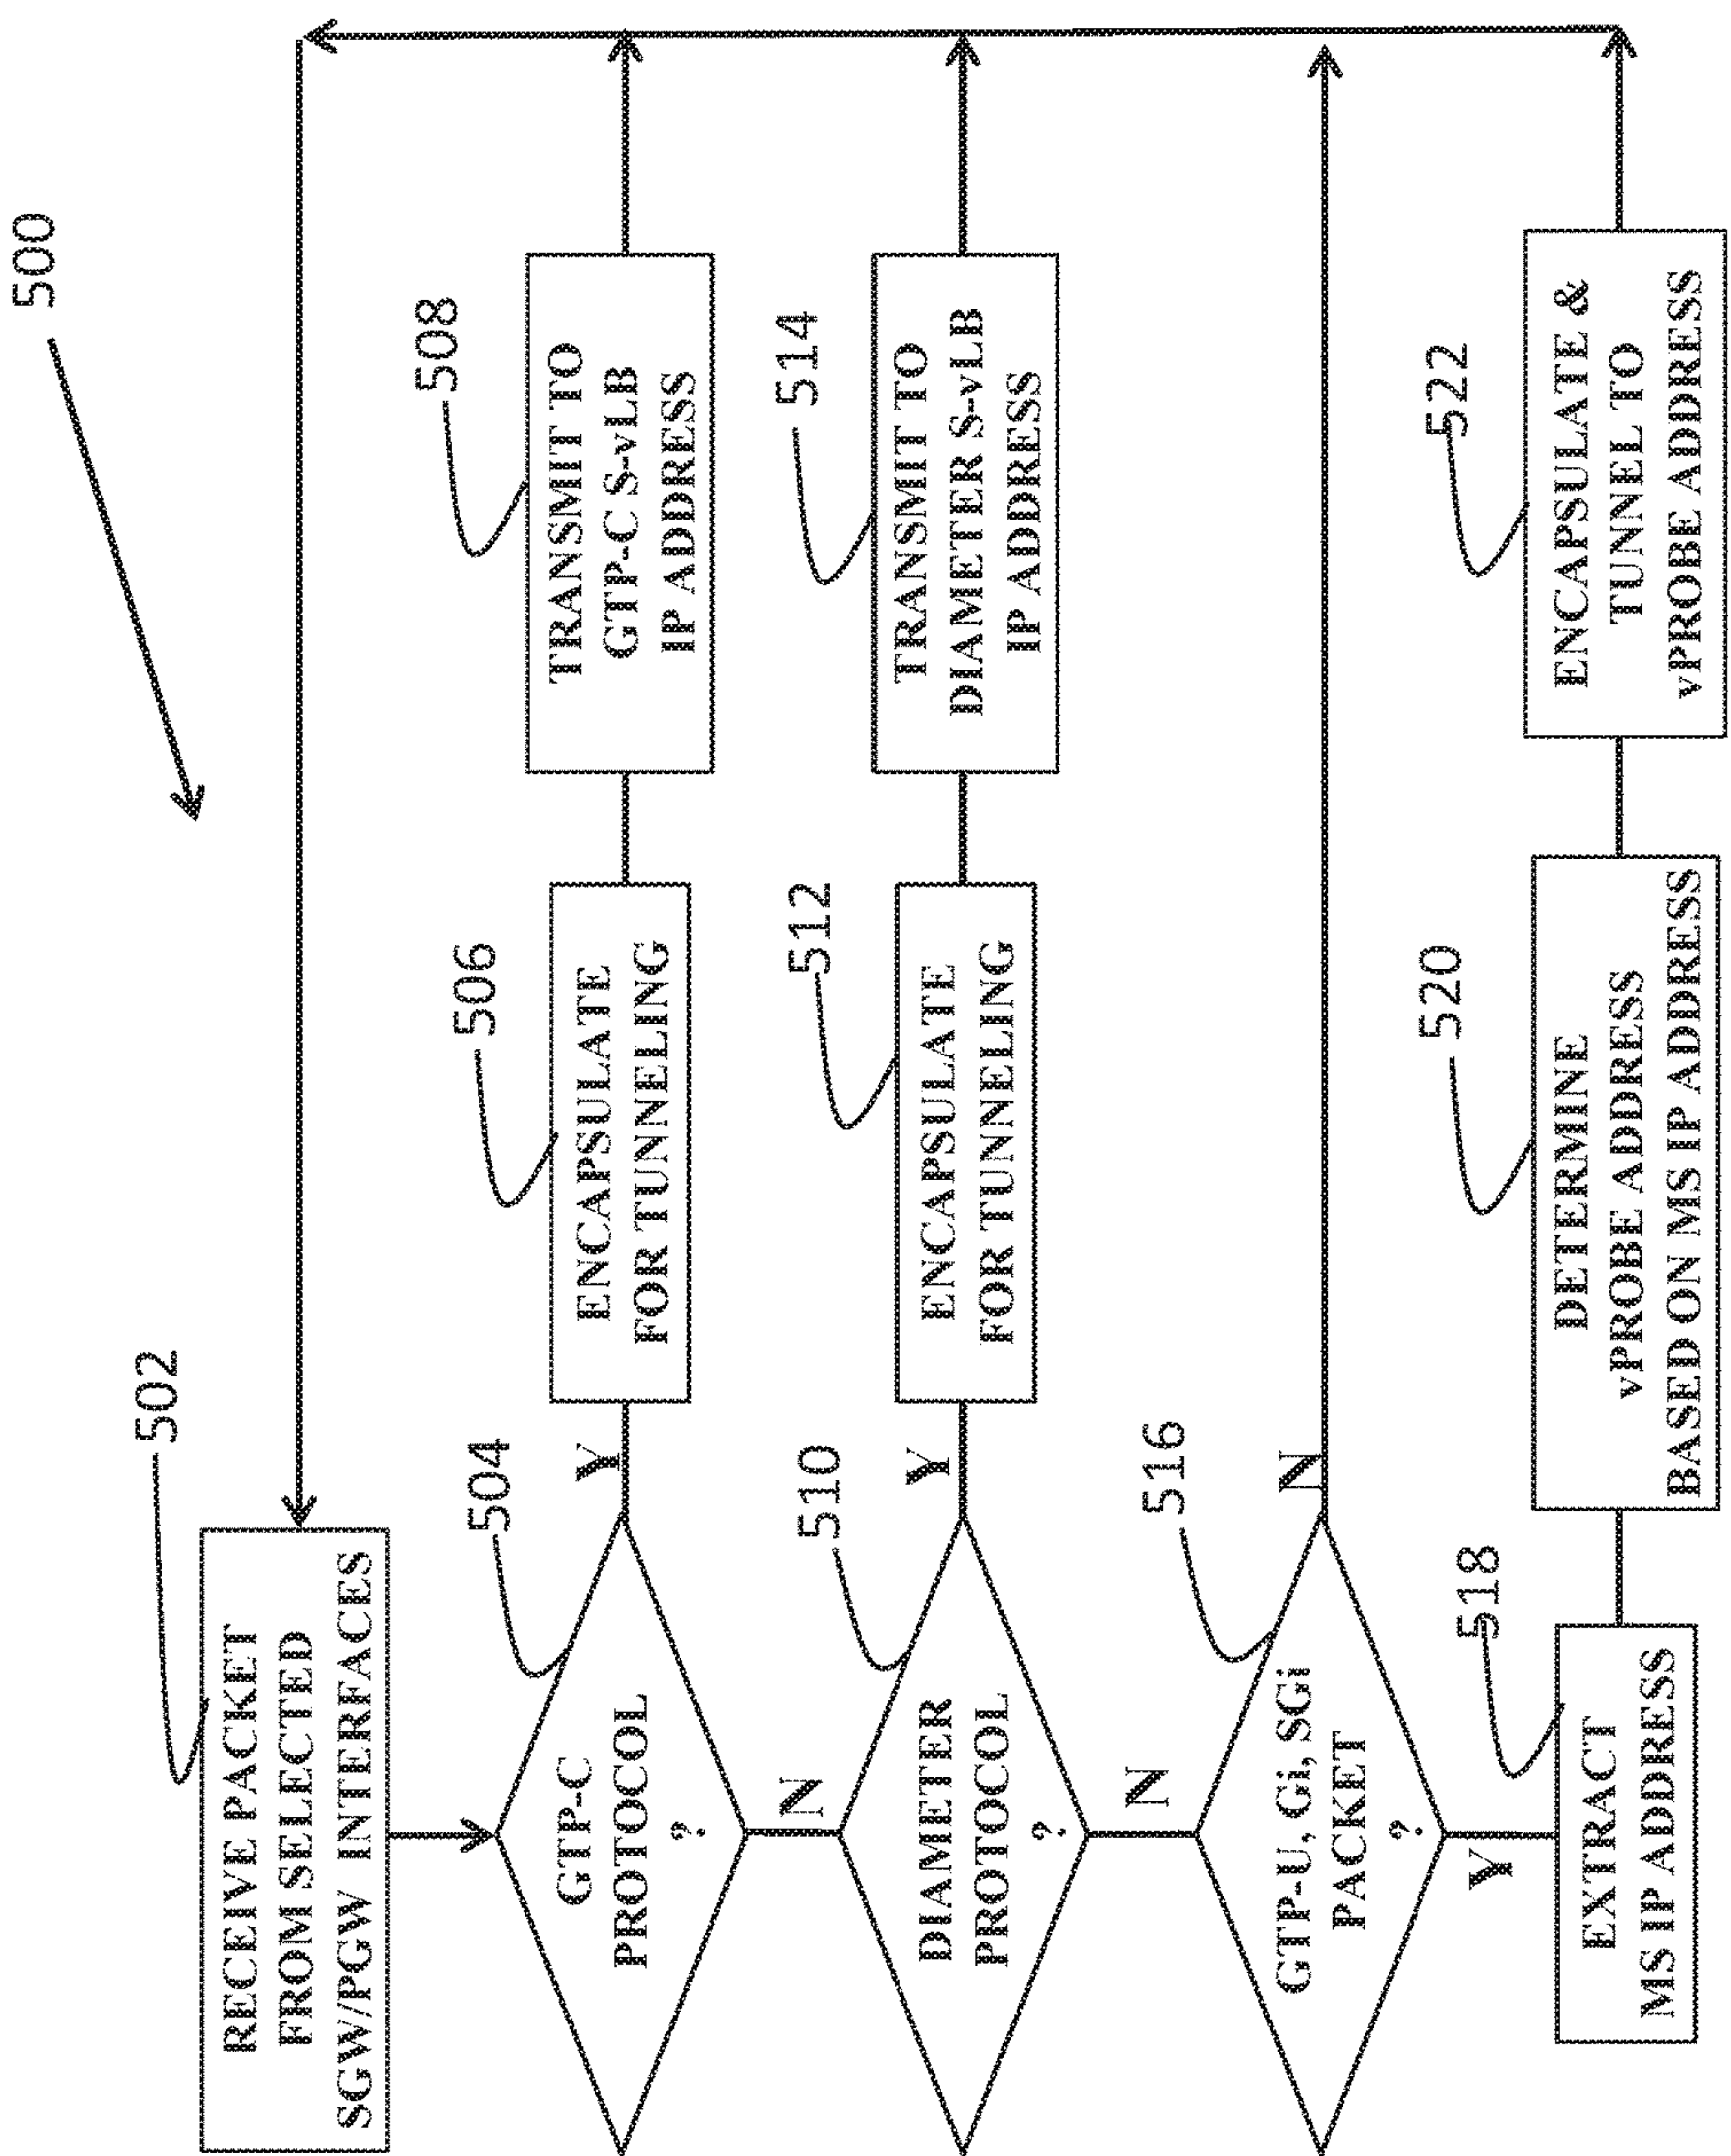 500
502
RECEIVE PACKET
FROM SELECTED
SGW/PGW INTERFACES
504
GTP-C
PROTOCOL
?
Y
506
ENCAPSULATE
FOR TUNNELING
508
TRANSMIT TO
GTP-C S-vLB
IP ADDRESS
N
510
DIAMETER
PROTOCOL
?
Y
512
ENCAPSULATE
FOR TUNNELING
514
TRANSMIT TO
DIAMETER S-vLB
IP ADDRESS
N
516
GTP-U, Gi, SGi
PACKET
?
N
Y
518
EXTRACT
MS IP ADDRESS
520
DETERMINE
vPROBE ADDRESS
BASED ON MS IP ADDRESS
522
ENCAPSULATE &
TUNNEL TO
vPROBE ADDRESS